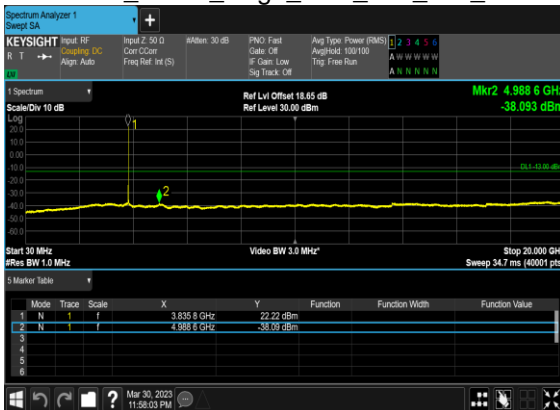 Spectrum Analyzer 1
Swept SA
+
KEYSIGHT Input: RF
R T
Coupling: DC
Align: Auto
Input Z: 50 Ω
Corr CCorr
Freq Ref: Int (S)
#Atten: 30 dB
PNO: Fast
Gate: Off
IF Gain: Low
Sig Track: Off
Avg Type: Power (RMS)
Avg|Hold: 100/100
Trig: Free Run
1 2 3 4 5 6
A W W W W W
A N N N N N
1 Spectrum
Scale/Div 10 dB
Ref Lvl Offset 18.65 dB
Ref Level 30.00 dBm
Mkr2 4.988 6 GHz
-38.093 dBm
Log
20.0
10.0
0.00
-10.0
-20.0
-30.0
-40.0
-50.0
-60.0
1
2
DL1 -13.00 dBm
Start 30 MHz
#Res BW 1.0 MHz
Video BW 3.0 MHz*
Stop 20.000 GHz
Sweep 34.7 ms (40001 pts)
5 Marker Table
Mode Trace Scale X Y Function Function Width Function Value
1 N 1 f 3.835 8 GHz 22.22 dBm
2 N 1 f 4.988 6 GHz -38.09 dBm
3
4
5
6
?
Mar 30, 2023
11:58:03 PM